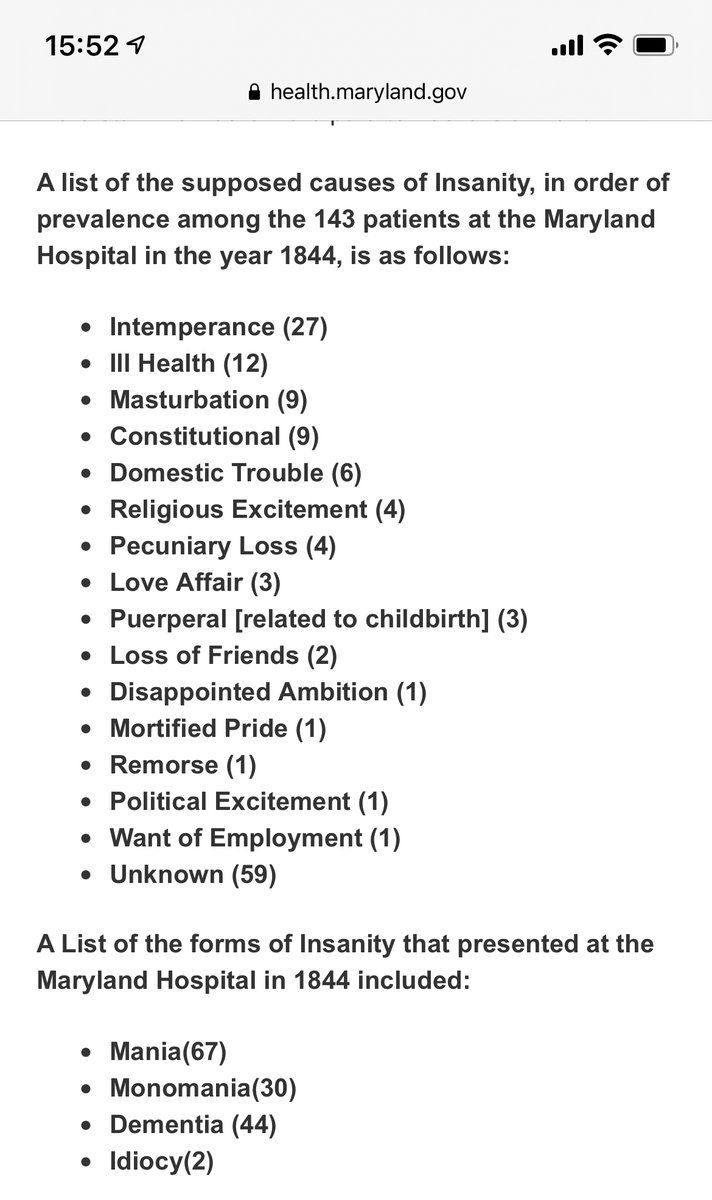 15:52
health.maryland.gov
A list of the supposed causes of Insanity, in order of
prevalence among the 143 patients at the Maryland
Hospital in the year 1844, is as follows:
• Intemperance (27)
• Ill Health (12)
• Masturbation (9)
• Constitutional (9)
• Domestic Trouble (6)
• Religious Excitement (4)
• Pecuniary Loss (4)
• Love Affair (3)
• Puerperal [related to childbirth] (3)
• Loss of Friends (2)
• Disappointed Ambition (1)
• Mortified Pride (1)
• Remorse (1)
• Political Excitement (1)
• Want of Employment (1)
• Unknown (59)
A List of the forms of Insanity that presented at the
Maryland Hospital in 1844 included:
• Mania(67)
• Monomania(30)
• Dementia (44)
• Idiocy(2)